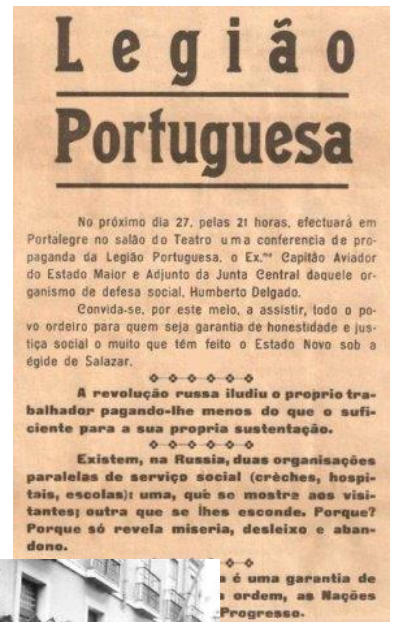 Legião
Portuguesa
No próximo dia 27, pelas 21 horas, efectuará em
Portalegre no salão do Teatro uma conferencia de pro-
paganda da Legião Portuguesa, o Ex.mo Capitão Aviador
do Estado Maior e Adjunto da Junta Central daquele or-
ganismo de defesa social, Humberto Delgado.
Convida-se, por este meio, a assistir, todo o po-
vo ordeiro para quem seja garantia de honestidade e jus-
tiça social o muito que têm feito o Estado Novo sob a
égide de Salazar.
A revolução russa iludiu o proprio tra-
balhador pagando-lhe menos do que o sufi-
ciente para a sua propria sustentação.
Existem, na Russia, duas organisações
paralelas de serviço social (crèches, hospi-
tais, escolas): uma, que se mostra aos visi-
tantes; outra que se lhes esconde. Porque?
Porque só revela miseria, desleixo e aban-
dono.
é uma garantia de
ordem, as Nações
Progresso.